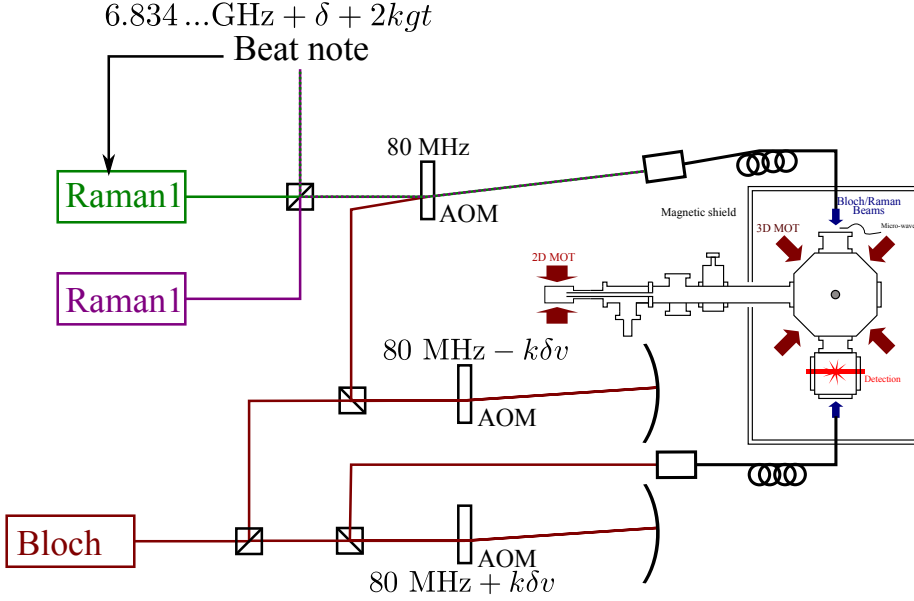 6.834 ...GHz + δ + 2kgt
Beat note
80 MHz
Raman1
AOM
Magnetic shield
Bloch/Raman
Beams
3D MOT
Micro-wave
2D MOT
Raman1
80 MHz − kδv
Detection
AOM
Bloch
AOM
80 MHz + kδv